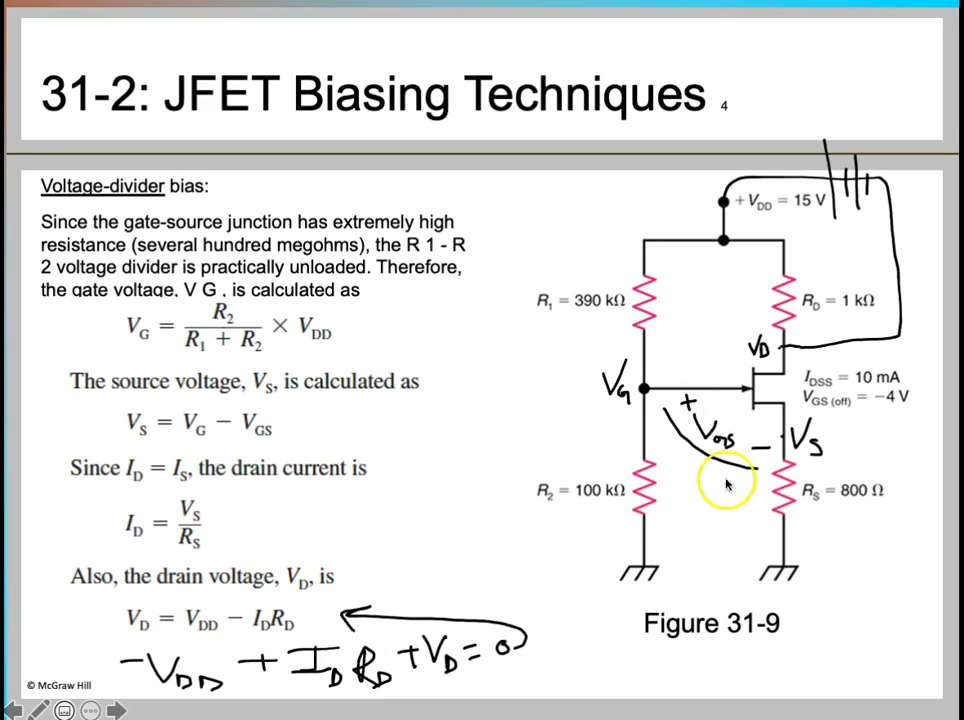 31-2: JFET Biasing Techniques 4
Voltage-divider bias:
Since the gate-source junction has extremely high
resistance (several hundred megohms), the R 1 - R
2 voltage divider is practically unloaded. Therefore,
the gate voltage, V G , is calculated as
V_G = R_2 / (R_1 + R_2) × V_DD
The source voltage, V_S, is calculated as
V_S = V_G − V_GS
Since I_D = I_S, the drain current is
I_D = V_S / R_S
Also, the drain voltage, V_D, is
V_D = V_DD − I_D R_D
−V_DD + I_D R_D + V_D = 0
© McGraw Hill
+V_DD = 15 V
R_1 = 390 kΩ
R_D = 1 kΩ
V_D
I_DSS = 10 mA
V_GS (off) = −4 V
V_G
+ V_GS − V_S
R_2 = 100 kΩ
R_S = 800 Ω
Figure 31-9